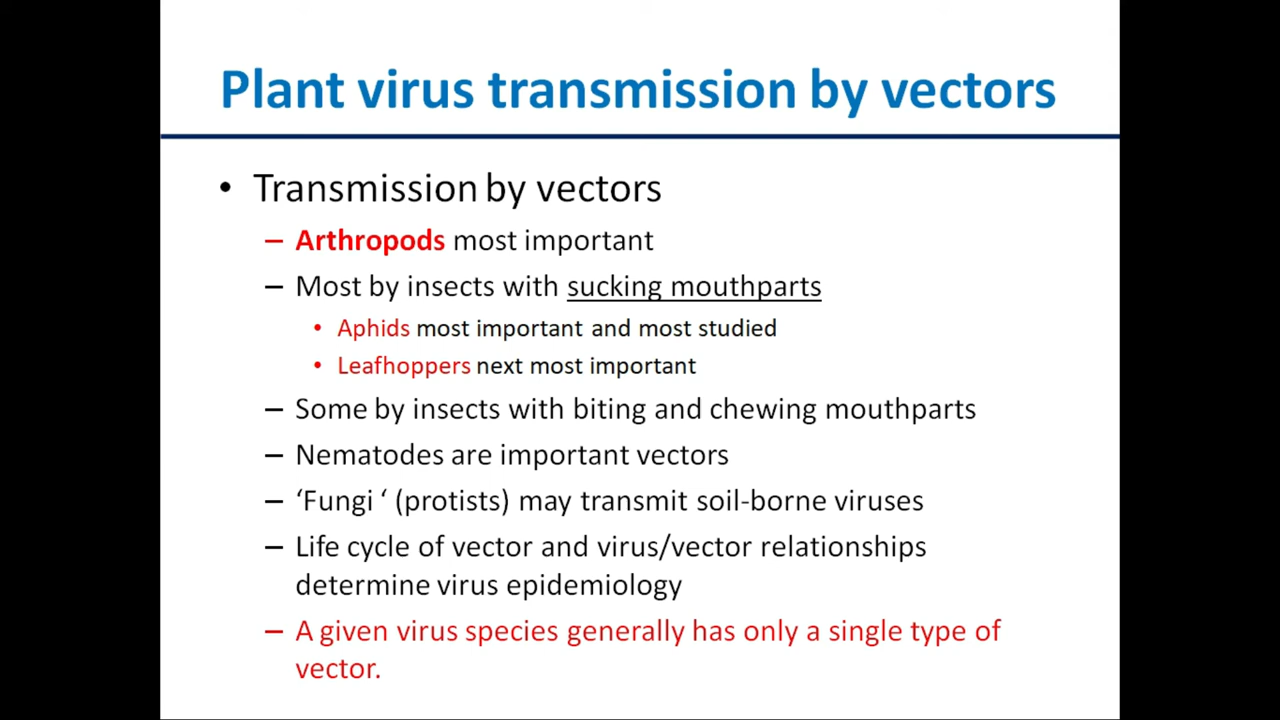 Plant virus transmission by vectors
• Transmission by vectors
– Arthropods most important
– Most by insects with sucking mouthparts
• Aphids most important and most studied
• Leafhoppers next most important
– Some by insects with biting and chewing mouthparts
– Nematodes are important vectors
– ‘Fungi ‘ (protists) may transmit soil-borne viruses
– Life cycle of vector and virus/vector relationships
determine virus epidemiology
– A given virus species generally has only a single type of
vector.